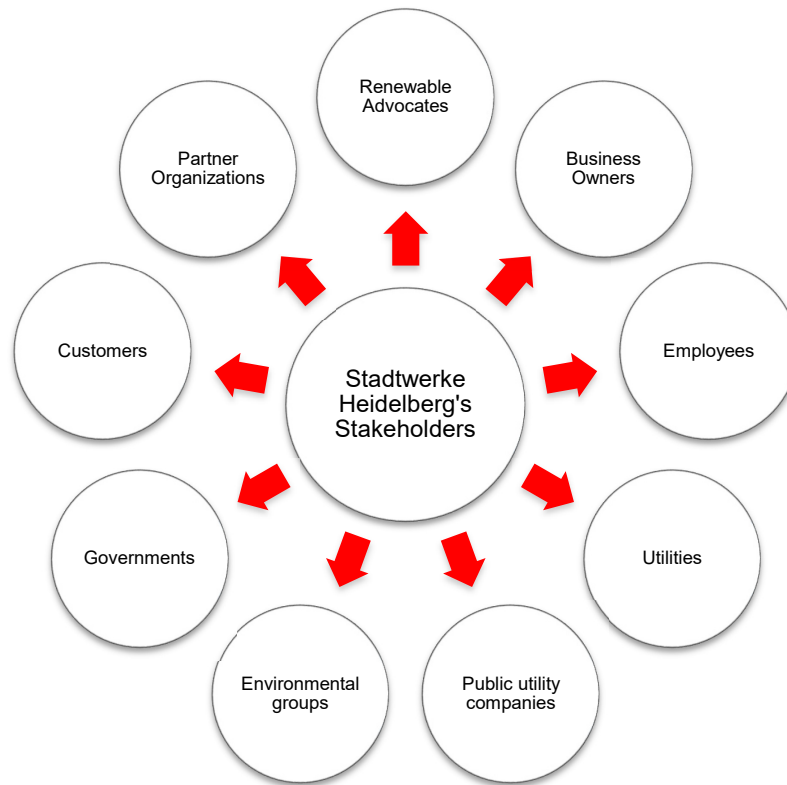 Renewable
Advocates
Business
Owners
Employees
Utilities
Public utility
companies
Environmental
groups
Governments
Customers
Partner
Organizations
Stadtwerke
Heidelberg's
Stakeholders